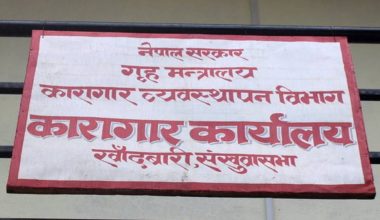 नेपाल सरकार
गृह मन्त्रालय
कारागार व्यवस्थापन विभाग
कारागार कार्यालय
खाँदबारी, संखुवासभा